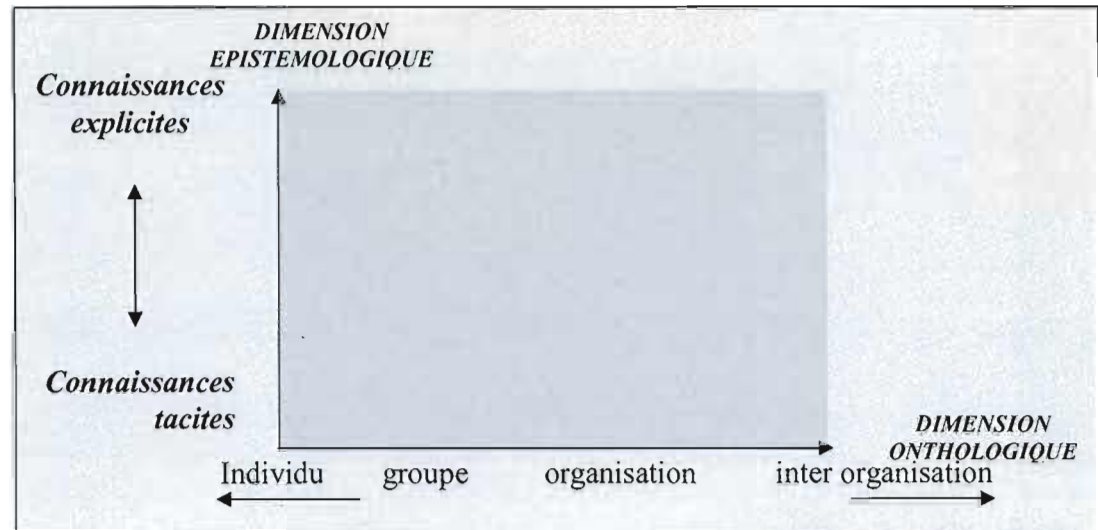 DIMENSION
EPISTEMOLOGIQUE
Connaissances
explicites
Connaissances
tacites
DIMENSION
ONTHOLOGIQUE
Individu groupe organisation inter organisation